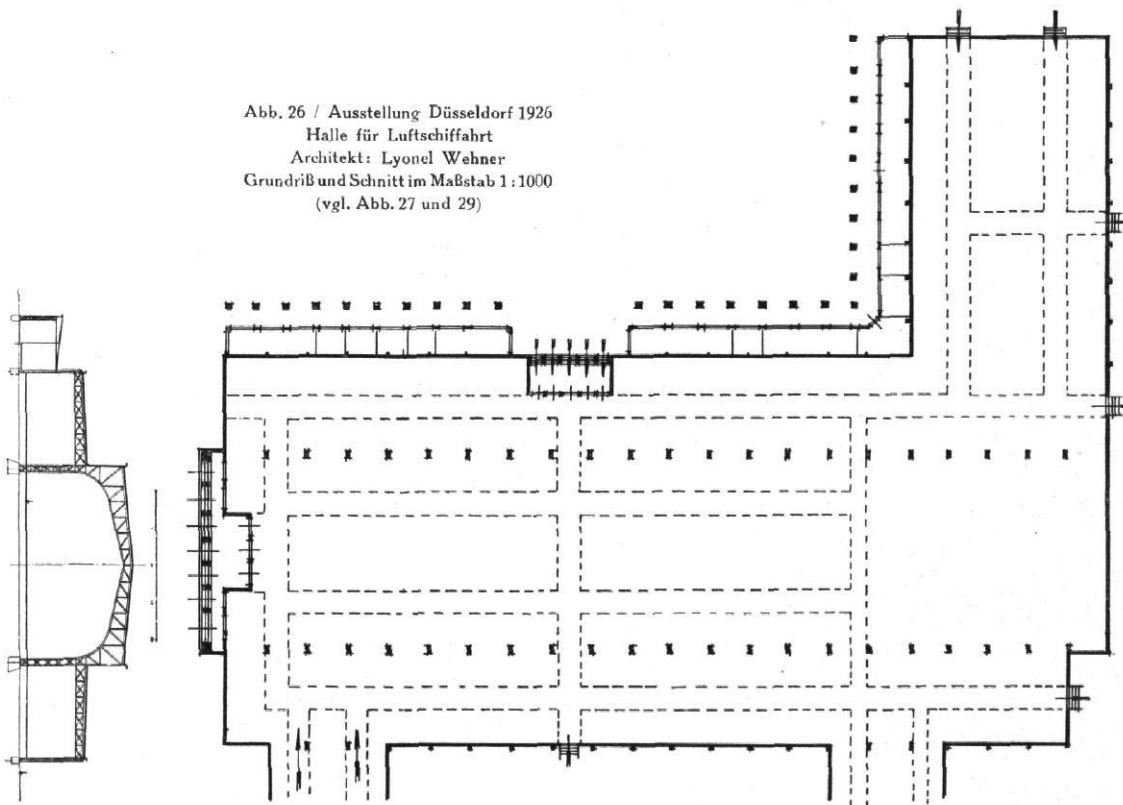 Abb. 26 / Ausstellung Düsseldorf 1926
Halle für Luftschiffahrt
Architekt: Lyonel Wehner
Grundriß und Schnitt im Maßstab 1:1000
(vgl. Abb. 27 und 29)